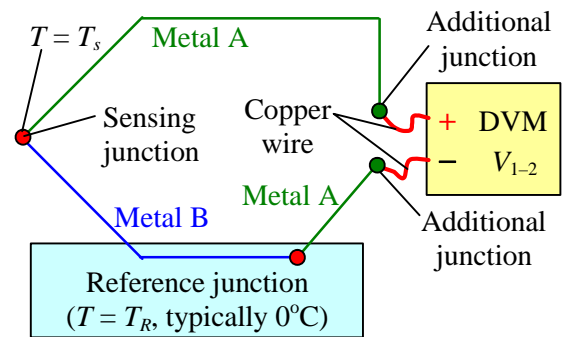 T = Ts
Metal A
Additional
junction
Sensing
junction
Copper
wire
+ DVM
− V1–2
Metal B
Metal A
Additional
junction
Reference junction
(T = TR, typically 0°C)